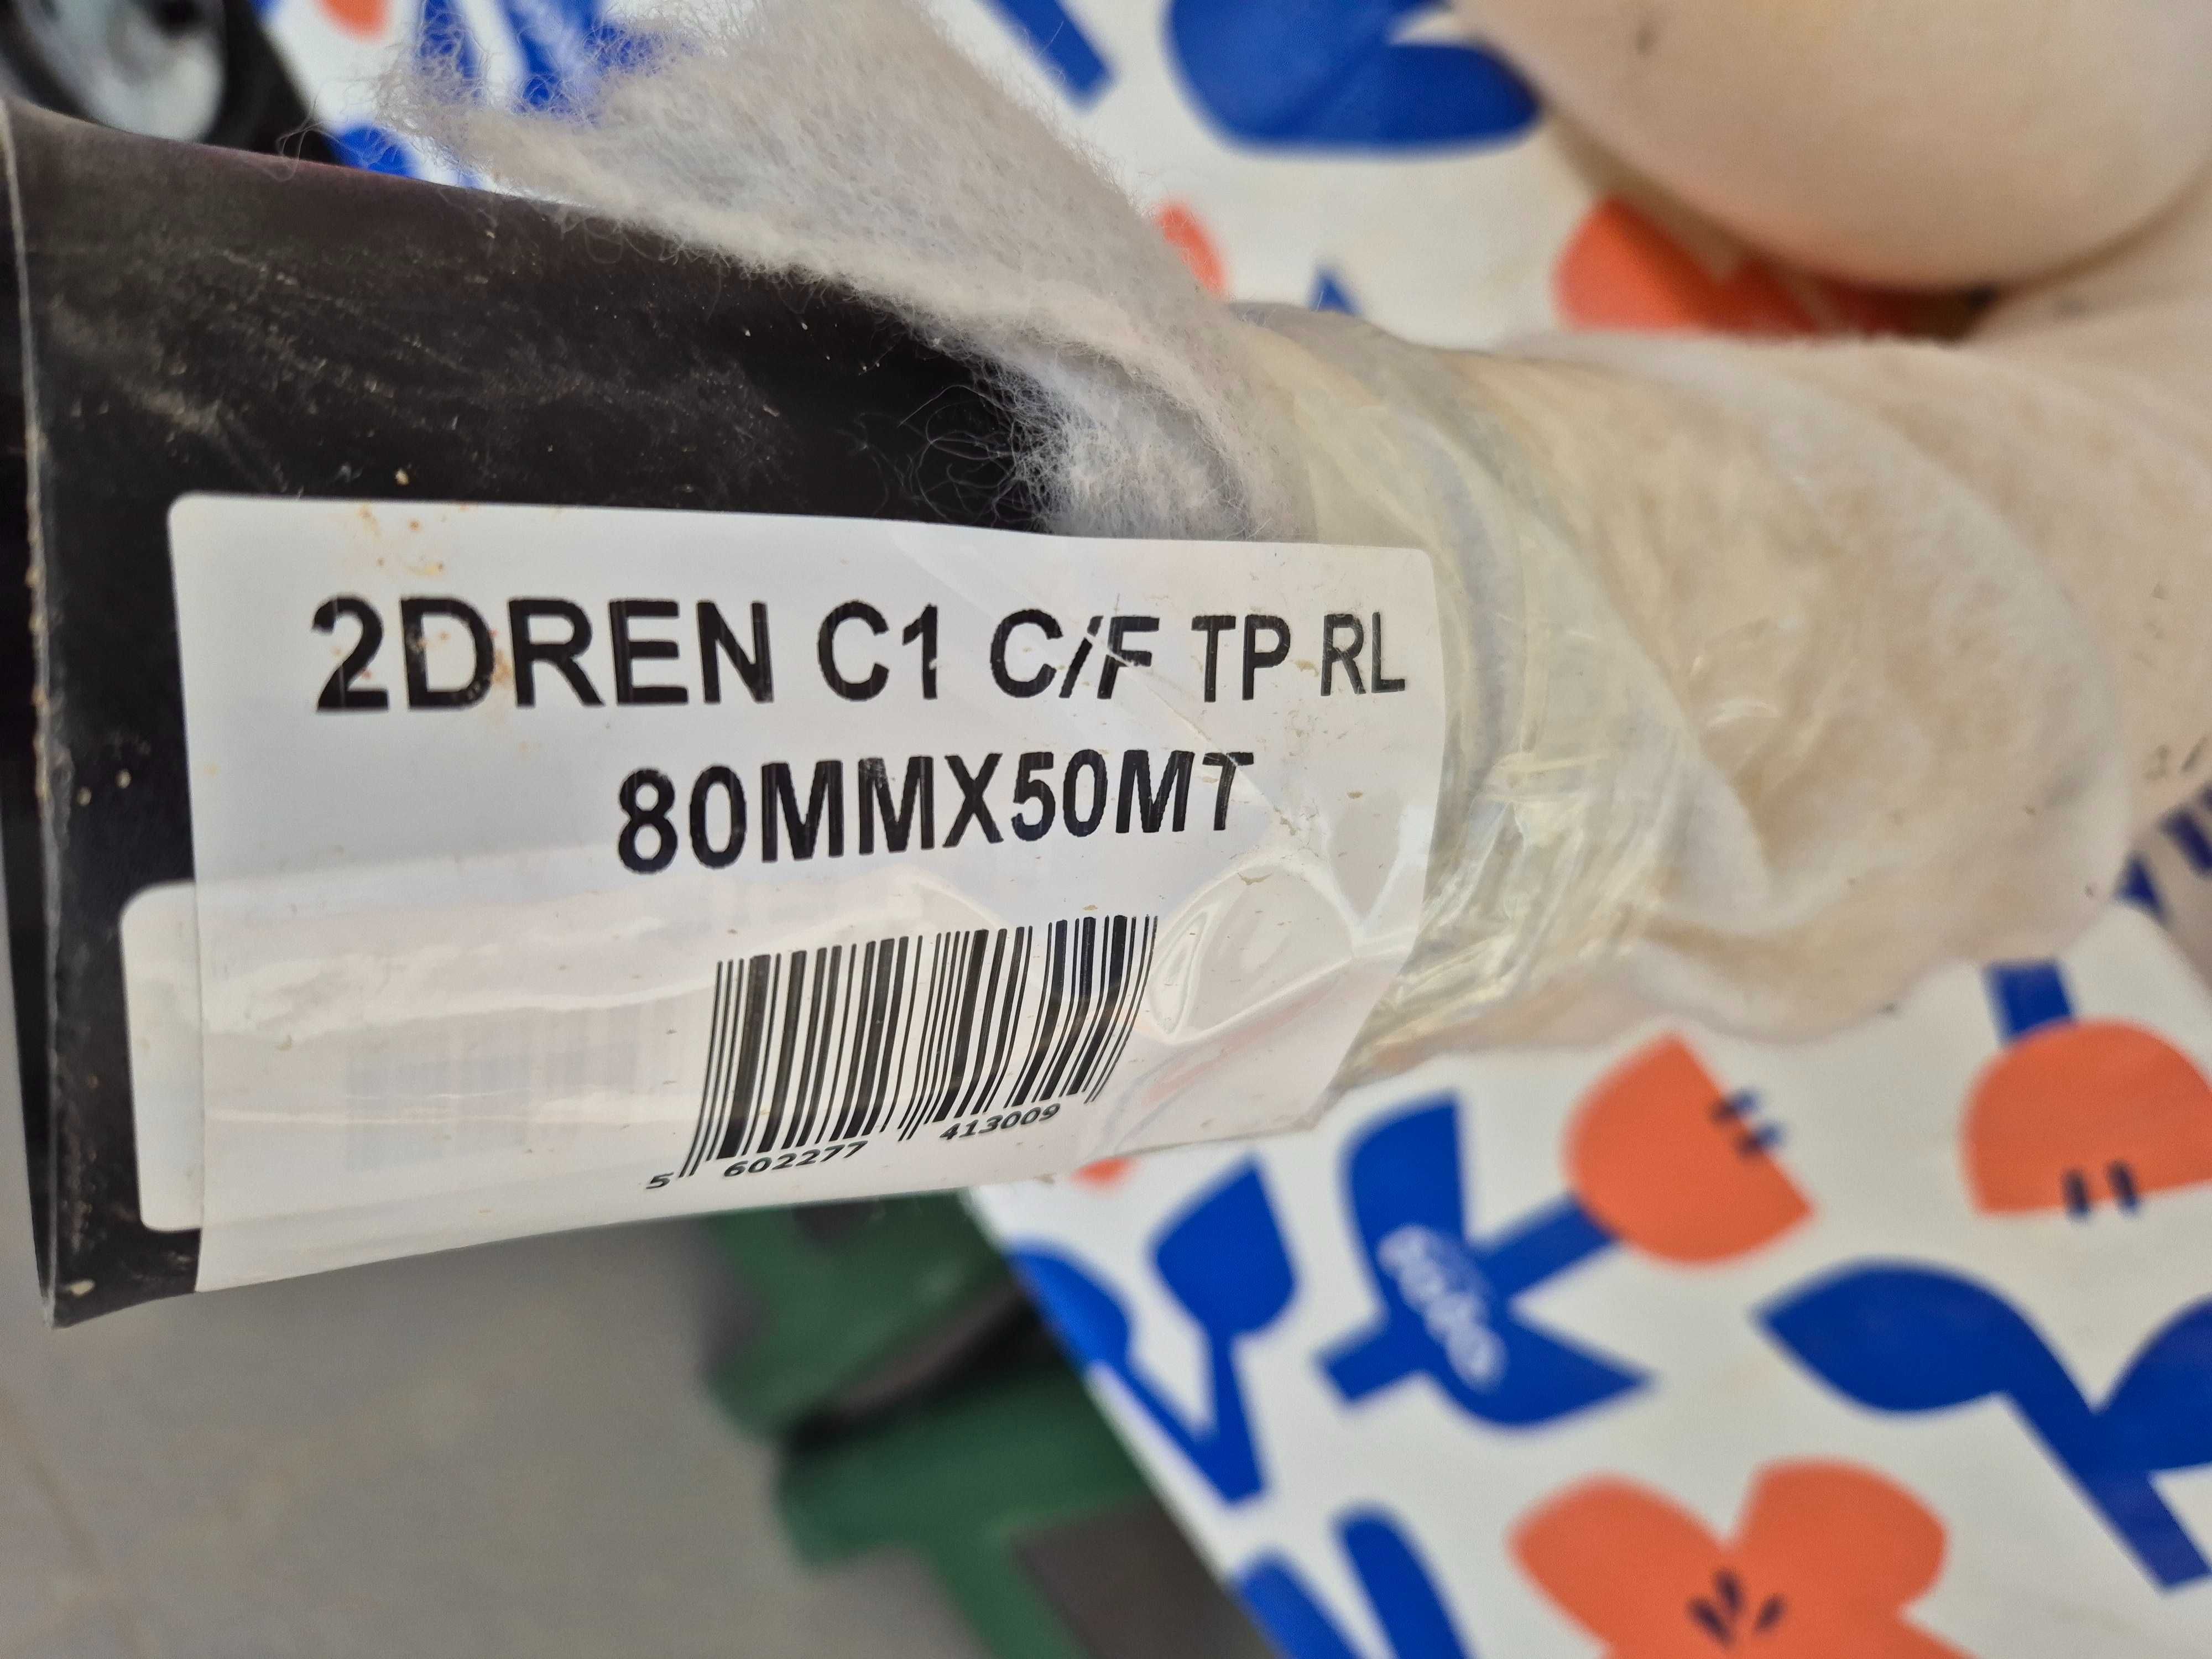 2DREN C1 C/F TP RL
80MMX50MT
5 602277 413009